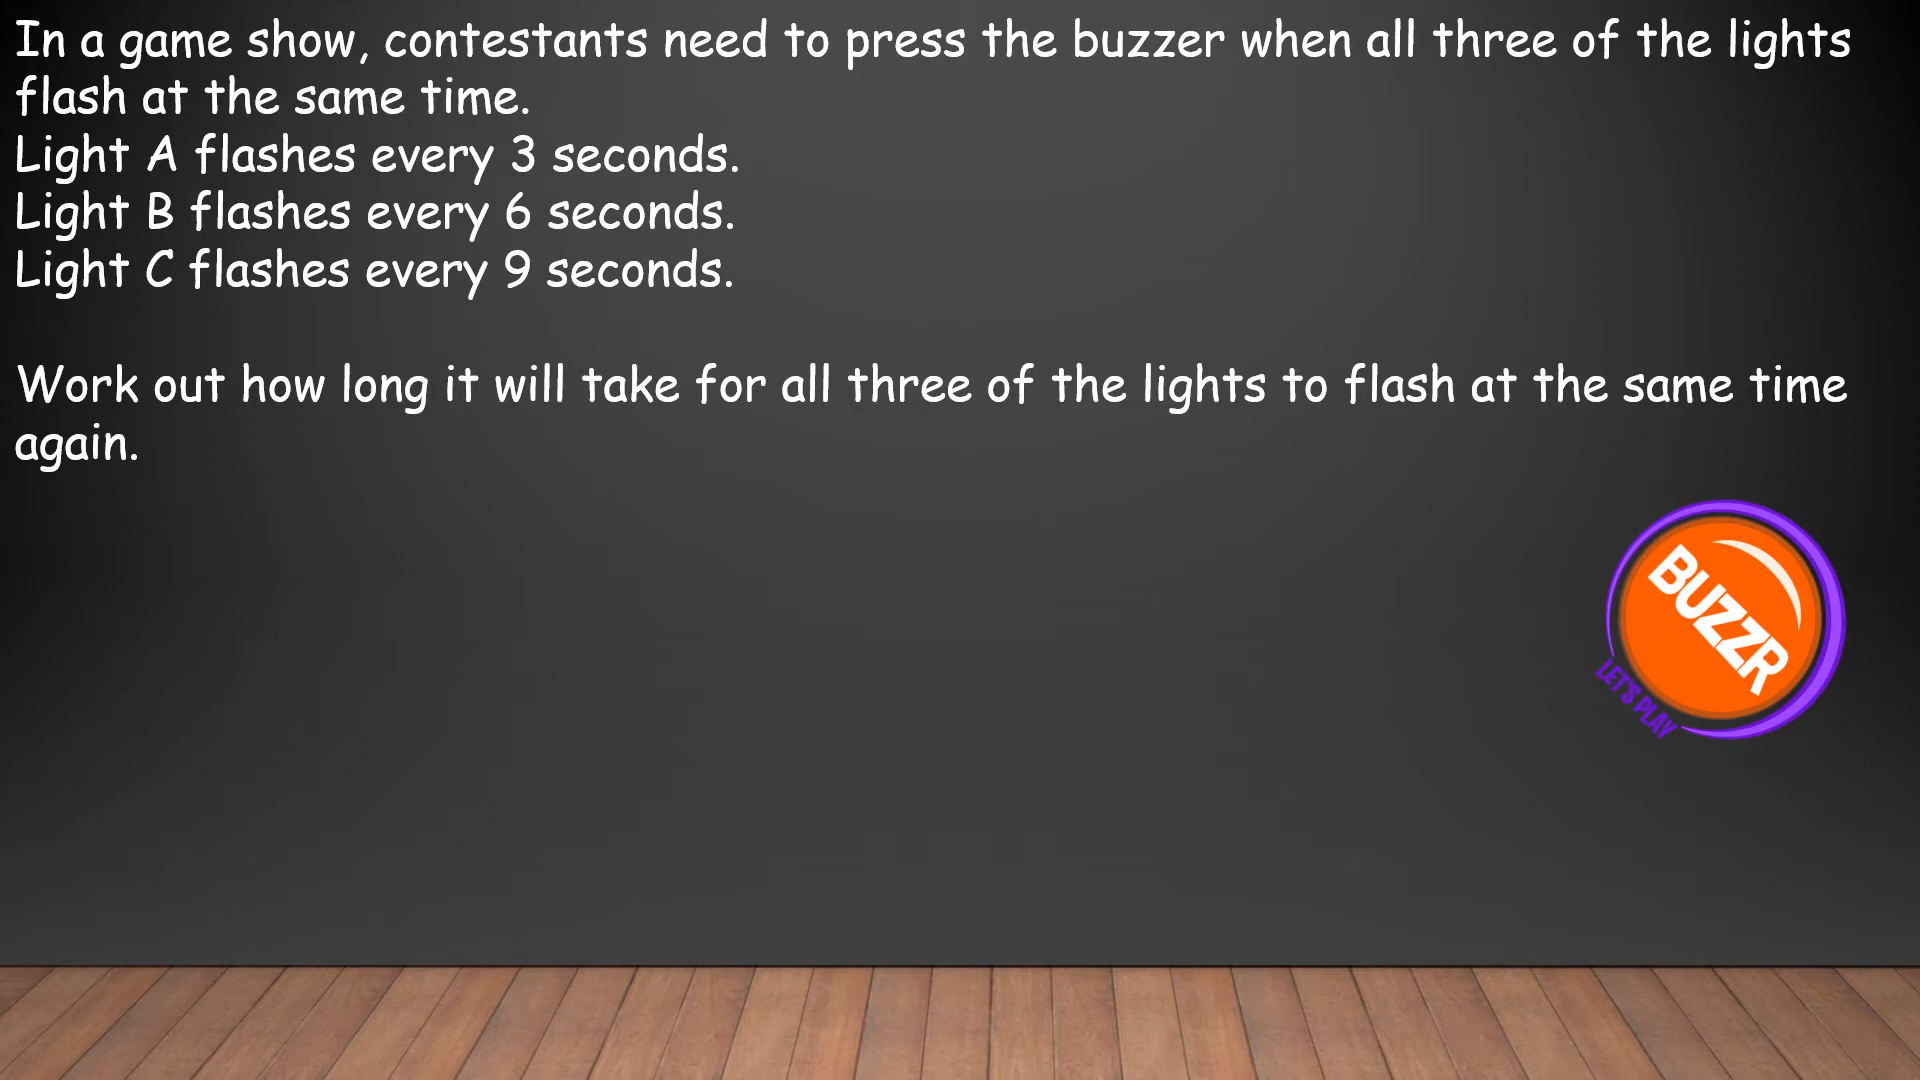 In a game show, contestants need to press the buzzer when all three of the lights
flash at the same time.
Light A flashes every 3 seconds.
Light B flashes every 6 seconds.
Light C flashes every 9 seconds.
Work out how long it will take for all three of the lights to flash at the same time
again.
BUZZR
LET'S PLAY